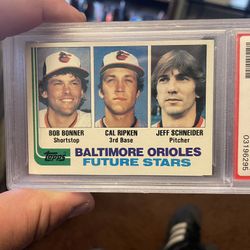 BOB BONNER
Shortstop
CAL RIPKEN
3rd Base
JEFF SCHNEIDER
Pitcher
Topps
BALTIMORE ORIOLES
FUTURE STARS
03196295